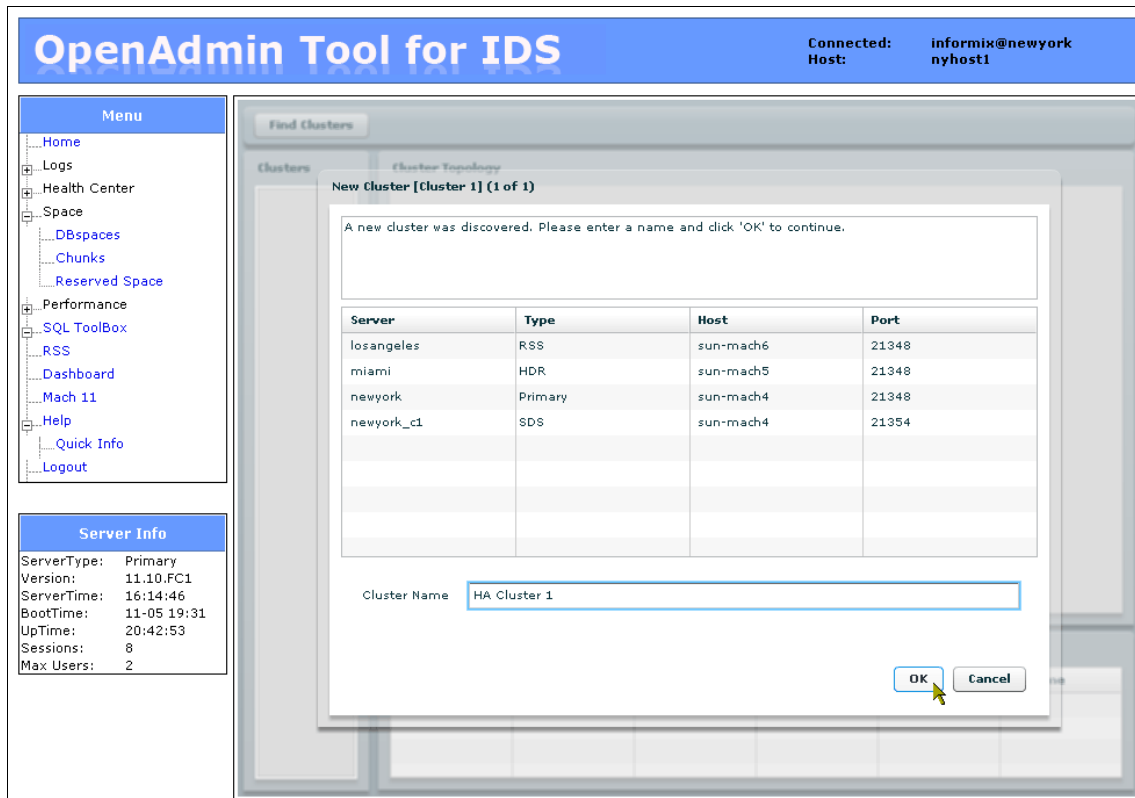 OpenAdmin Tool for IDS
Connected: informix@newyork
Host: nyhost1
Menu
Home
Logs
Health Center
Space
DBspaces
Chunks
Reserved Space
Performance
SQL ToolBox
RSS
Dashboard
Mach 11
Help
Quick Info
Logout
Server Info
ServerType: Primary
Version: 11.10.FC1
ServerTime: 16:14:46
BootTime: 11-05 19:31
UpTime: 20:42:53
Sessions: 8
Max Users: 2
Find Clusters
Clusters
Cluster Topology
New Cluster [Cluster 1] (1 of 1)
A new cluster was discovered. Please enter a name and click 'OK' to continue.
Server Type Host Port
losangeles RSS sun-mach6 21348
miami HDR sun-mach5 21348
newyork Primary sun-mach4 21348
newyork_c1 SDS sun-mach4 21354
Cluster Name HA Cluster 1
OK Cancel